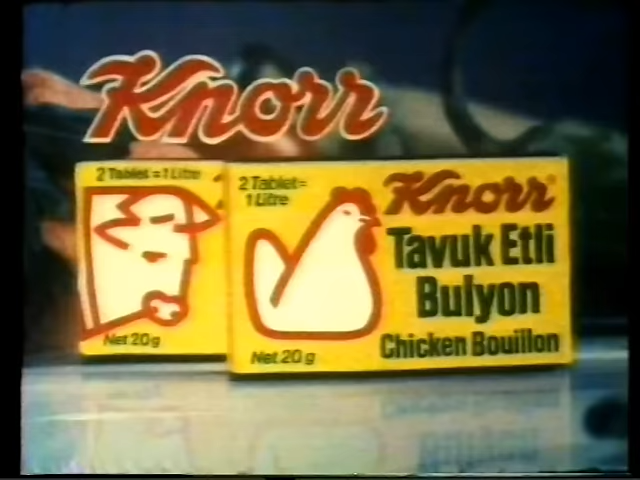 Knorr
2 Tablet = 1 Litre
Net 20g
2 Tablet=
1 Litre
Knorr
Tavuk Etli
Bulyon
Chicken Bouillon
Net 20 g